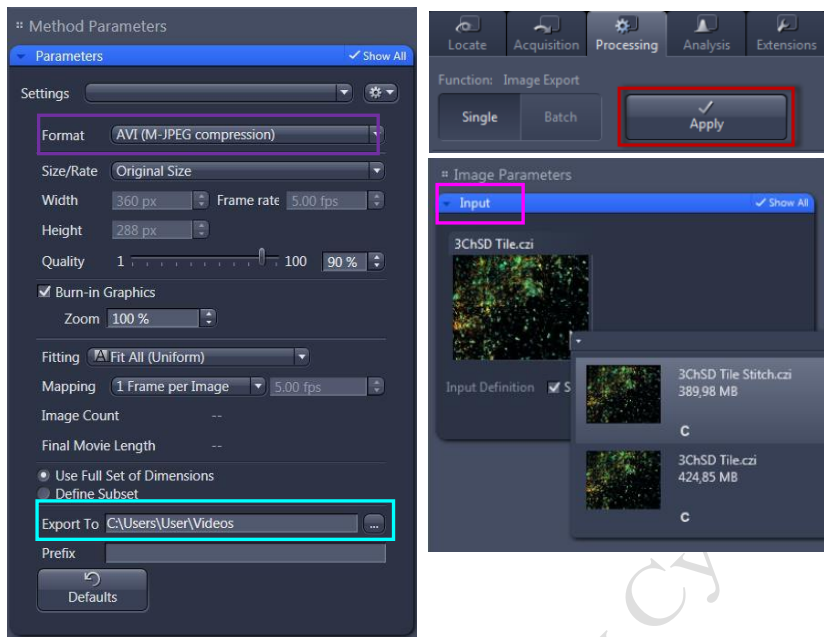 Method Parameters
Parameters Show All
Settings
Format AVI (M-JPEG compression)
Size/Rate Original Size
Width 360 px Frame rate 5.00 fps
Height 288 px
Quality 1 100 90 %
Burn-in Graphics
Zoom 100 %
Fitting Fit All (Uniform)
Mapping 1 Frame per Image 5.00 fps
Image Count --
Final Movie Length --
Use Full Set of Dimensions
Define Subset
Export To C:\Users\User\Videos ...
Prefix
Defaults
Locate Acquisition Processing Analysis Extensions
Function: Image Export
Single Batch Apply
Image Parameters
Input Show All
3ChSD Tile.czi
Input Definition S
3ChSD Tile Stitch.czi
389,98 MB
C
3ChSD Tile.czi
424,85 MB
C
cy